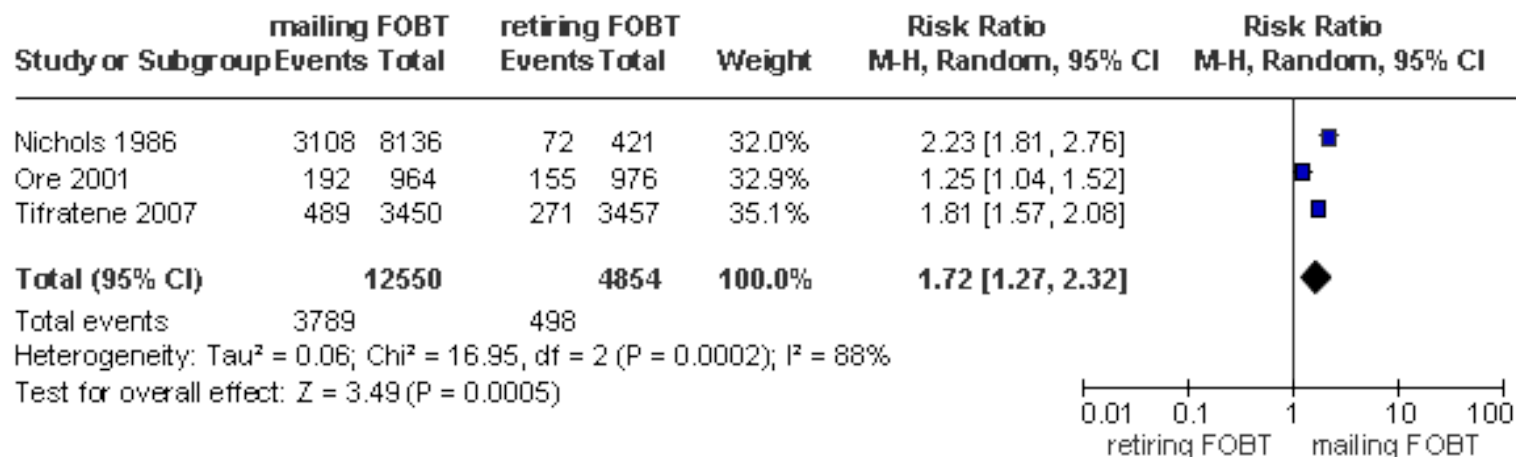 mailing FOBT retiring FOBT Risk Ratio Risk Ratio
Study or Subgroup Events Total Events Total Weight M-H, Random, 95% CI M-H, Random, 95% CI
Nichols 1986 3108 8136 72 421 32.0% 2.23 [1.81, 2.76]
Ore 2001 192 964 155 976 32.9% 1.25 [1.04, 1.52]
Tifratene 2007 489 3450 271 3457 35.1% 1.81 [1.57, 2.08]
Total (95% CI) 12550 4854 100.0% 1.72 [1.27, 2.32]
Total events 3789 498
Heterogeneity: Tau² = 0.06; Chi² = 16.95, df = 2 (P = 0.0002); I² = 88%
Test for overall effect: Z = 3.49 (P = 0.0005)
0.01 0.1 1 10 100
retiring FOBT mailing FOBT